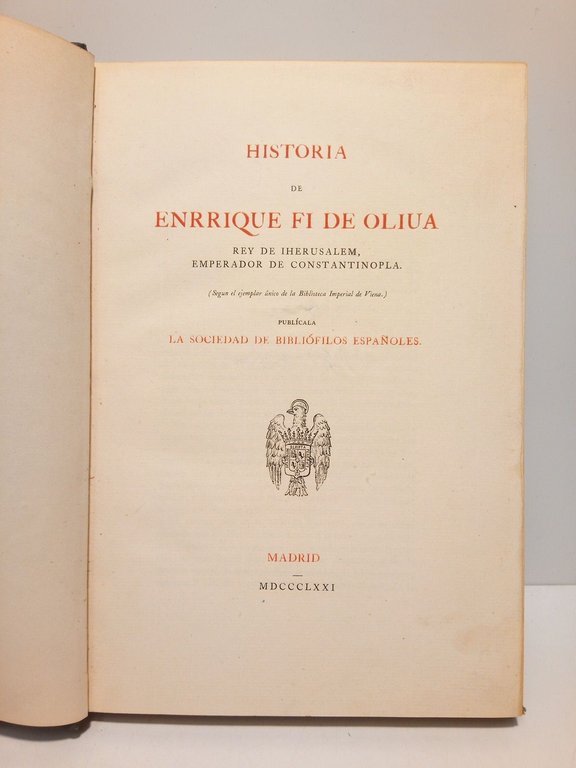 HISTORIA
DE
ENRRIQUE FI DE OLIUA
REY DE IHERUSALEM,
EMPERADOR DE CONSTANTINOPLA.
(Segun el ejemplar único de la Biblioteca Imperial de Viena.)
PUBLÍCALA
LA SOCIEDAD DE BIBLIÓFILOS ESPAÑOLES.
MADRID
MDCCCLXXI